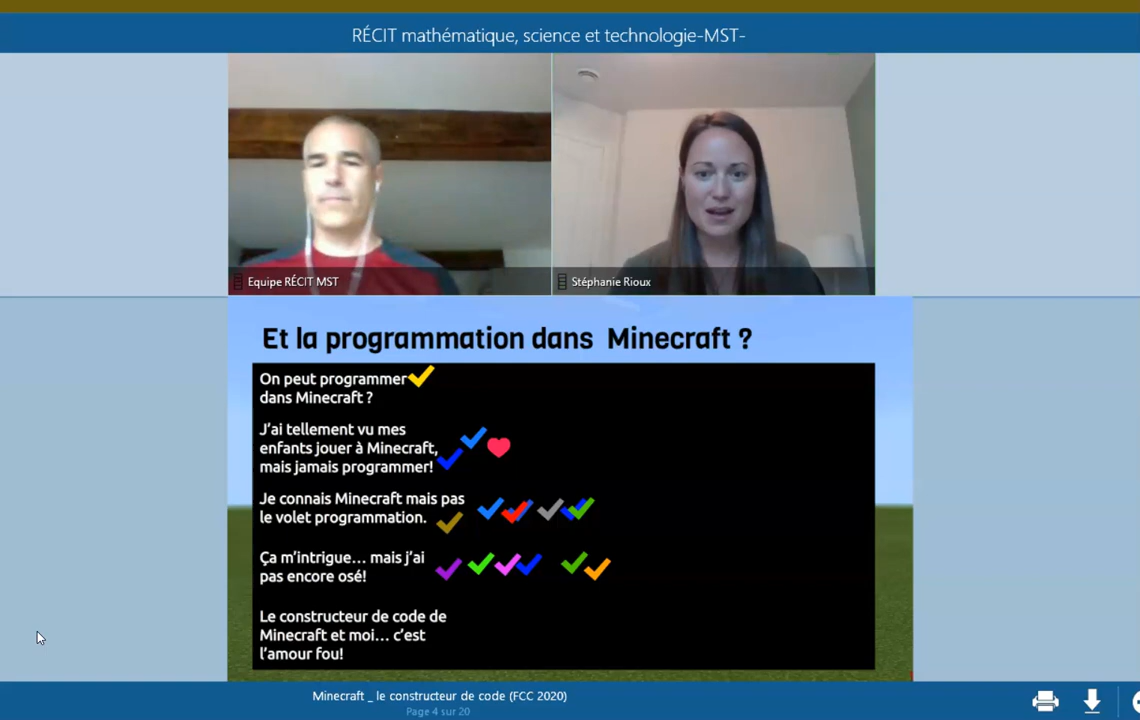 RÉCIT mathématique, science et technologie-MST-
Equipe RÉCIT MST
Stéphanie Rioux
Et la programmation dans Minecraft ?
On peut programmer
dans Minecraft ?
J'ai tellement vu mes
enfants jouer à Minecraft,
mais jamais programmer!
Je connais Minecraft mais pas
le volet programmation.
Ça m'intrigue... mais j'ai
pas encore osé!
Le constructeur de code de
Minecraft et moi... c'est
l'amour fou!
Minecraft _ le constructeur de code (FCC 2020)
Page 4 sur 20